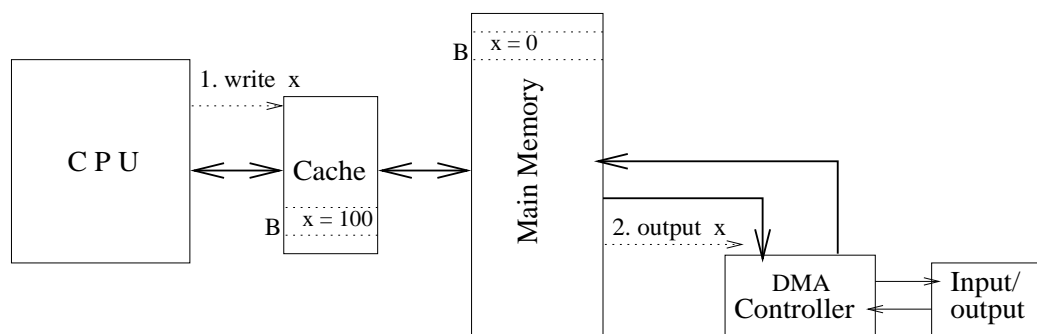 B
x = 0
1. write x
C P U
Cache
Main Memory
B
x = 100
2. output x
DMA
Controller
Input/
output